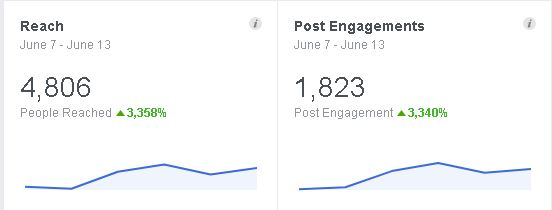 Reach
June 7 - June 13
4,806
People Reached 3,358%
Post Engagements
June 7 - June 13
1,823
Post Engagement 3,340%